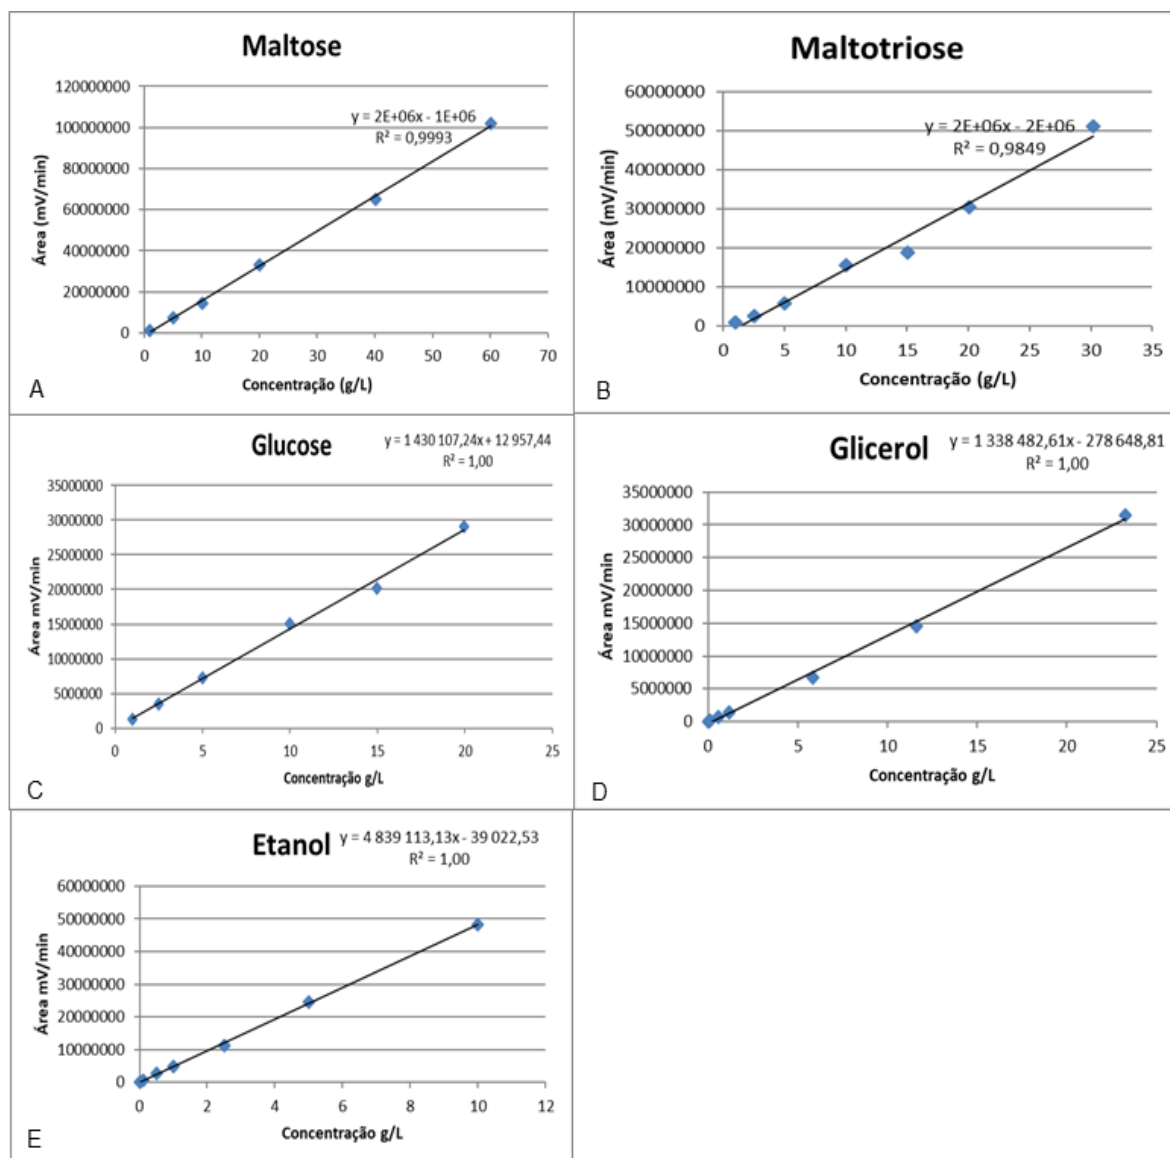 Maltose
y = 2E+06x - 1E+06
R² = 0,9993
120000000
100000000
80000000
60000000
40000000
20000000
0
Área (mV/min)
0 10 20 30 40 50 60 70
Concentração (g/L)
A
Maltotriose
y = 2E+06x - 2E+06
R² = 0,9849
60000000
50000000
40000000
30000000
20000000
10000000
0
Área (mV/min)
0 5 10 15 20 25 30 35
Concentração (g/L)
B
Glucose
y = 1 430 107,24x + 12 957,44
R² = 1,00
35000000
30000000
25000000
20000000
15000000
10000000
5000000
0
Área mV/min
0 5 10 15 20 25
Concentração g/L
C
Glicerol
y = 1 338 482,61x - 278 648,81
R² = 1,00
35000000
30000000
25000000
20000000
15000000
10000000
5000000
0
Área mV/min
0 5 10 15 20 25
Concentração g/L
D
Etanol
y = 4 839 113,13x - 39 022,53
R² = 1,00
60000000
50000000
40000000
30000000
20000000
10000000
0
Área mV/min
0 2 4 6 8 10 12
Concentração g/L
E